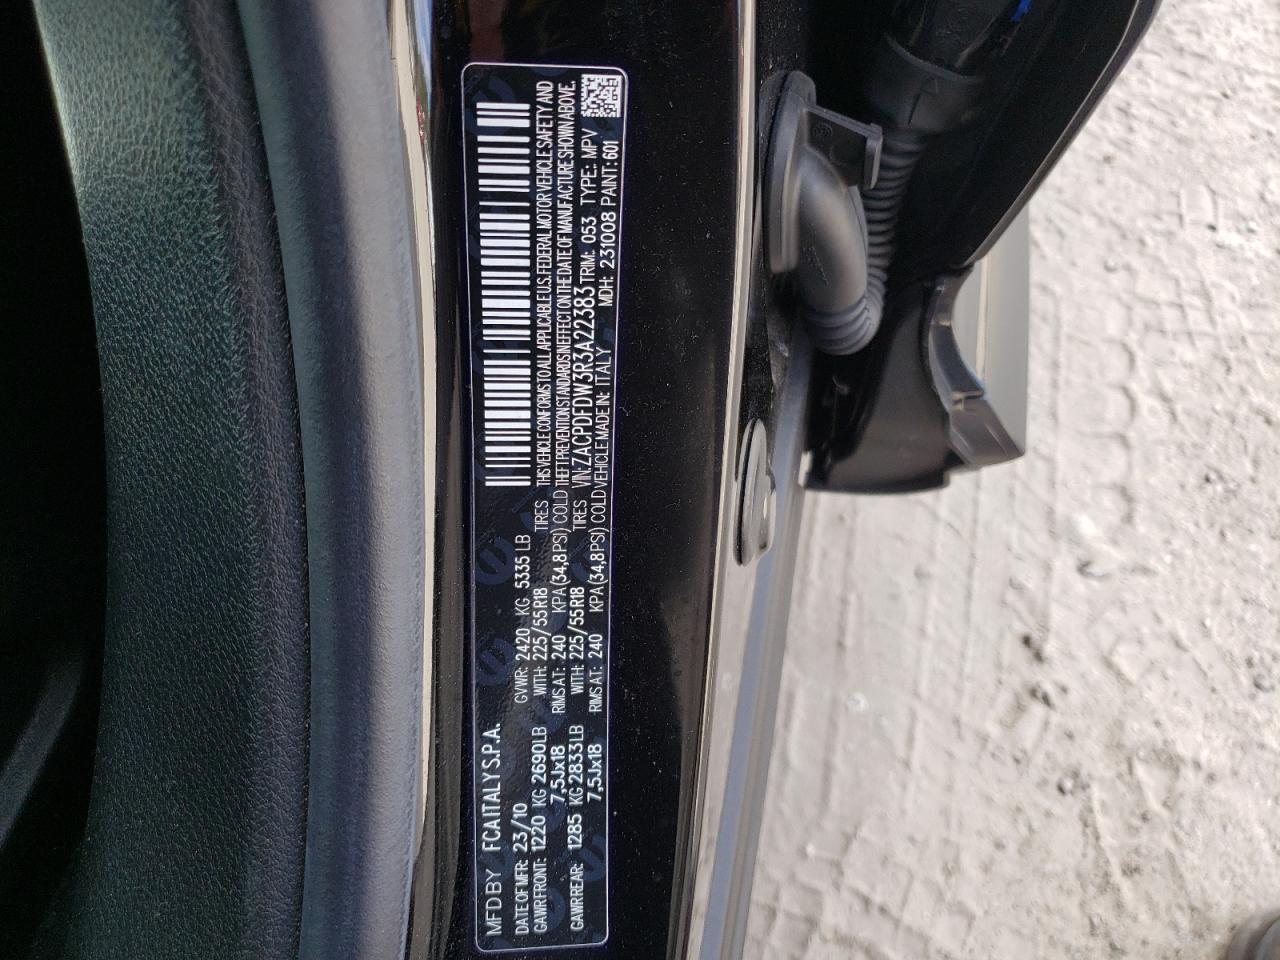 MFD BY FCA ITALY S.P.A.
DATE OF MFR: 23/10 GVWR: 2420 KG 5335 LB
GAWR FRONT: 1220 KG 2690 LB WITH: 225/55 R18 TIRES
7,5Jx18 RIMS AT: 240 KPA (34,8 PSI) COLD
GAWR REAR: 1285 KG 2833 LB WITH: 225/55 R18 TIRES
7,5Jx18 RIMS AT: 240 KPA (34,8 PSI) COLD
THIS VEHICLE CONFORMS TO ALL APPLICABLE U.S. FEDERAL MOTOR VEHICLE SAFETY AND
THEFT PREVENTION STANDARDS IN EFFECT ON THE DATE OF MANUFACTURE SHOWN ABOVE.
VIN: ZACPDFDW3R3A22383 TRIM: 053 TYPE: MPV
VEHICLE MADE IN: ITALY MDH: 231008 PAINT: 601